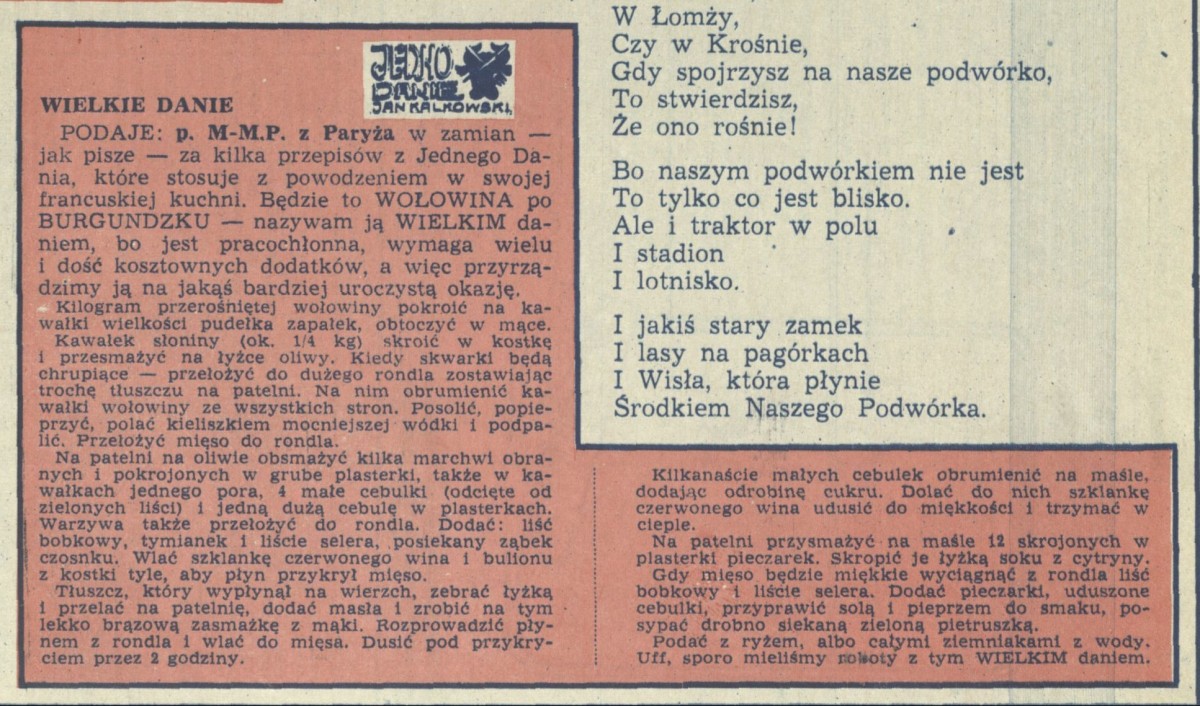 JEDNO
DANIE
JAN KALKOWSKI
WIELKIE DANIE
PODAJE: p. M-M.P. z Paryża w zamian —
jak pisze — za kilka przepisów z Jednego Da-
nia, które stosuje z powodzeniem w swojej
francuskiej kuchni. Będzie to WOŁOWINA po
BURGUNDZKU — nazywam ją WIELKIM da-
niem, bo jest pracochłonna, wymaga wielu
i dość kosztownych dodatków, a więc przyrzą-
dzimy ją na jakąś bardziej uroczystą okazję.
Kilogram przerośniętej wołowiny pokroić na ka-
wałki wielkości pudełka zapałek, obtoczyć w mące.
Kawałek słoniny (ok. 1/4 kg) skroić w kostkę
i przesmażyć na łyżce oliwy. Kiedy skwarki będą
chrupiące — przełożyć do dużego rondla zostawiając
trochę tłuszczu na patelni. Na nim obrumienić ka-
wałki wołowiny ze wszystkich stron. Posolić, popie-
przyć, polać kieliszkiem mocniejszej wódki i podpa-
lić. Przełożyć mięso do rondla.
Na patelni na oliwie obsmażyć kilka marchwi obra-
nych i pokrojonych w grube plasterki, także w ka-
wałkach jednego pora, 4 małe cebulki (odcięte od
zielonych liści) i jedną dużą cebulę w plasterkach.
Warzywa także przełożyć do rondla. Dodać: liść
bobkowy, tymianek i liście selera, posiekany ząbek
czosnku. Wlać szklankę czerwonego wina i bulionu
z kostki tyle, aby płyn przykrył mięso.
Tłuszcz, który wypłynął na wierzch, zebrać łyżką
i przelać na patelnię, dodać masła i zrobić na tym
lekko brązową zasmażkę z mąki. Rozprowadzić pły-
nem z rondla i wlać do mięsa. Dusić pod przykry-
ciem przez 2 godziny.
Kilkanaście małych cebulek obrumienić na maśle,
dodając odrobinę cukru. Dolać do nich szklankę
czerwonego wina udusić do miękkości i trzymać w
cieple.
Na patelni przysmażyć na maśle 12 skrojonych w
plasterki pieczarek. Skropić je łyżką soku z cytryny.
Gdy mięso będzie miękkie wyciągnąć z rondla liść
bobkowy i liście selera. Dodać pieczarki, uduszone
cebulki, przyprawić solą i pieprzem do smaku, po-
sypać drobno siekaną zieloną pietruszką.
Podać z ryżem, albo całymi ziemniakami z wody.
Uff, sporo mieliśmy roboty z tym WIELKIM daniem.
W Łomży,
Czy w Krośnie,
Gdy spojrzysz na nasze podwórko,
To stwierdzisz,
Że ono rośnie!
Bo naszym podwórkiem nie jest
To tylko co jest blisko.
Ale i traktor w polu
I stadion
I lotnisko.
I jakiś stary zamek
I lasy na pagórkach
I Wisła, która płynie
Środkiem Naszego Podwórka.